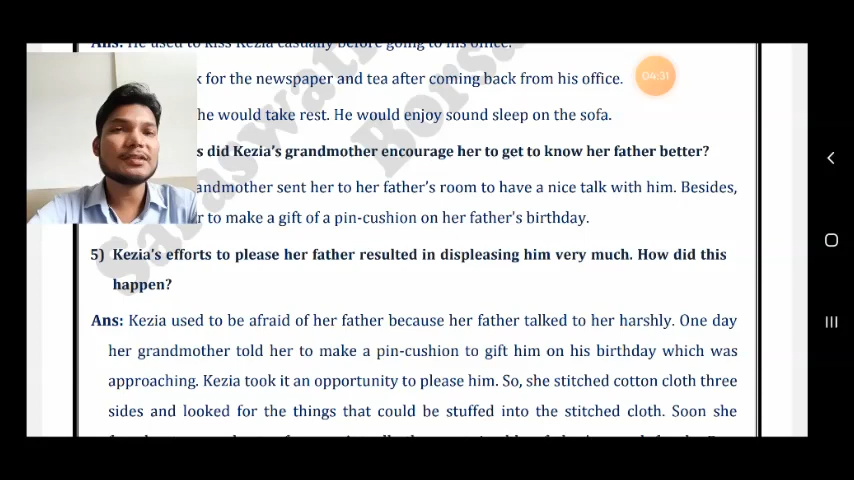 Ans: He used to kiss Kezia casually before going to his office.
k for the newspaper and tea after coming back from his office.
04:31
he would take rest. He would enjoy sound sleep on the sofa.
s did Kezia's grandmother encourage her to get to know her father better?
andmother sent her to her father's room to have a nice talk with him. Besides,
r to make a gift of a pin-cushion on her father's birthday.
5) Kezia's efforts to please her father resulted in displeasing him very much. How did this
happen?
Ans: Kezia used to be afraid of her father because her father talked to her harshly. One day
her grandmother told her to make a pin-cushion to gift him on his birthday which was
approaching. Kezia took it an opportunity to please him. So, she stitched cotton cloth three
sides and looked for the things that could be stuffed into the stitched cloth. Soon she